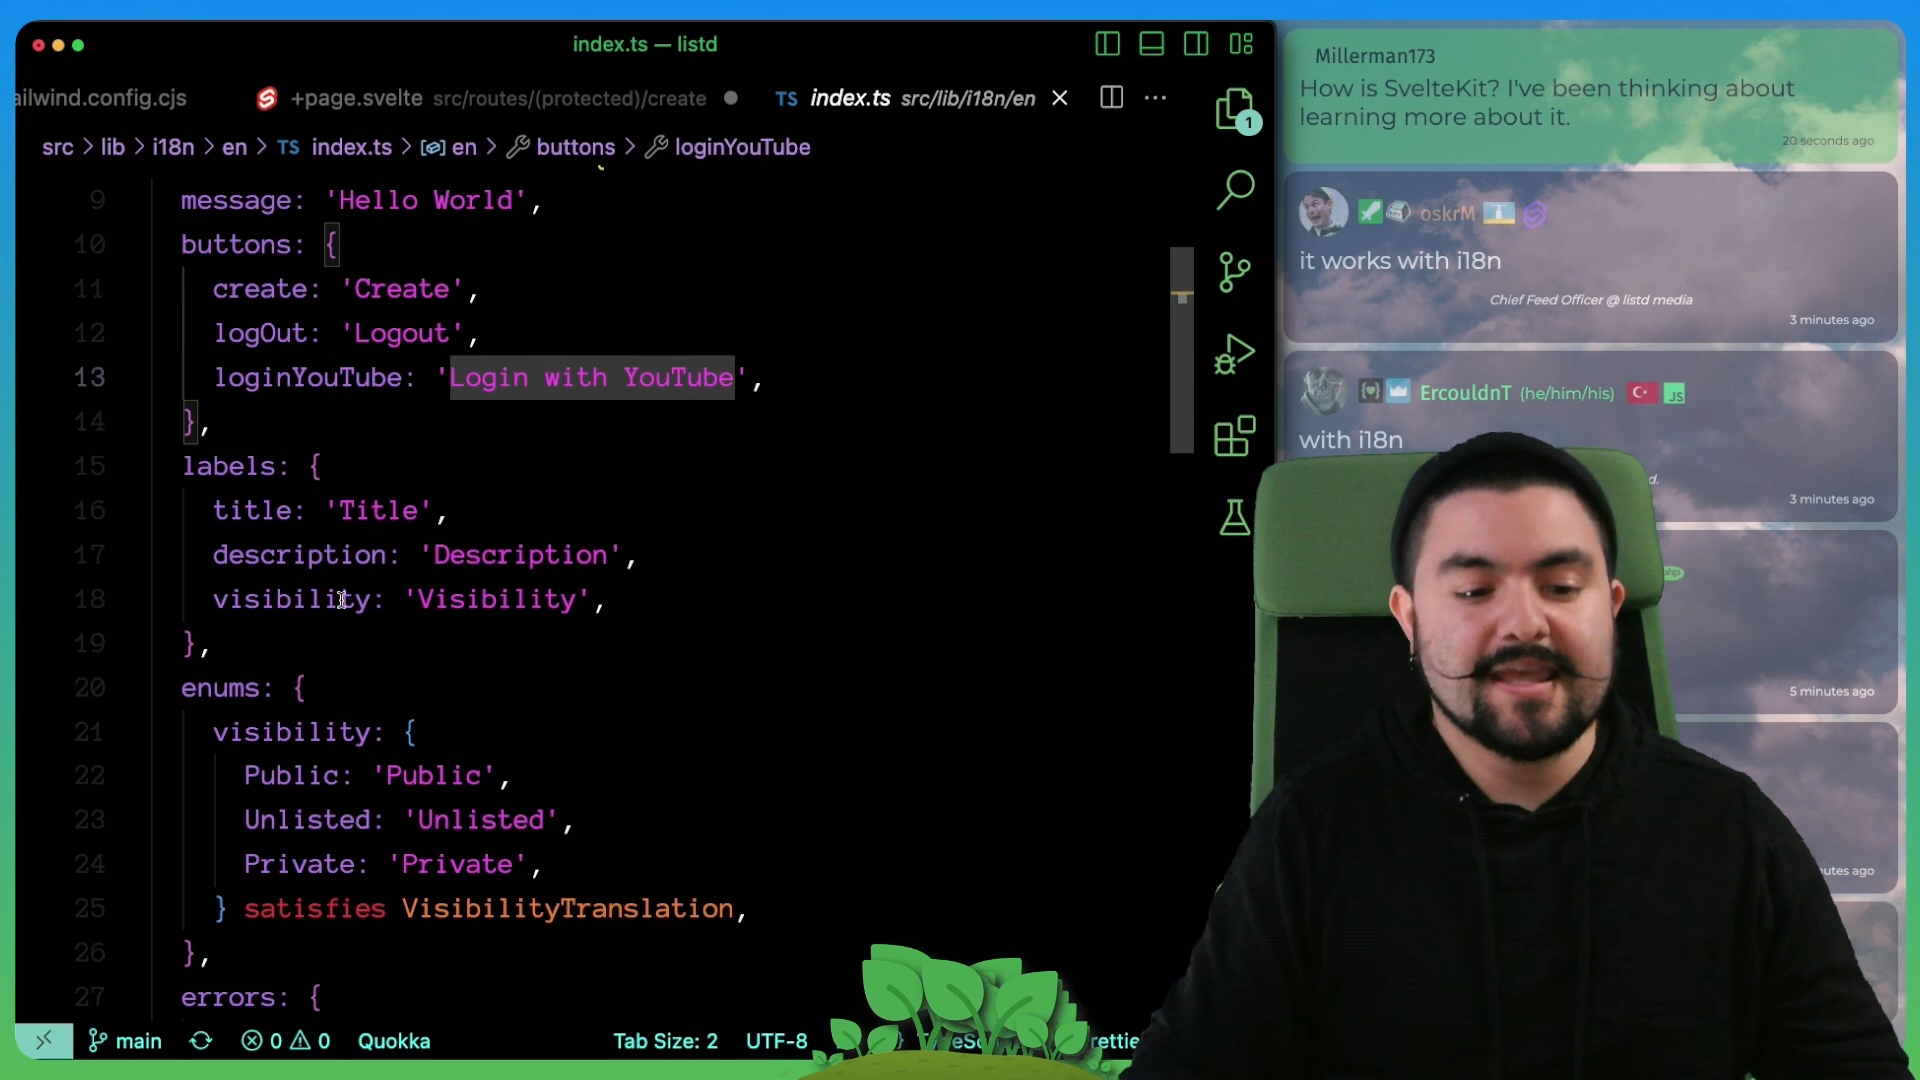 index.ts — listd
ailwind.config.cjs
+page.svelte src/routes/(protected)/create
TS index.ts src/lib/i18n/en
src > lib > i18n > en > TS index.ts > en > buttons > loginYouTube
1
9 message: 'Hello World',
10 buttons: {
11 create: 'Create',
12 logOut: 'Logout',
13 loginYouTube: 'Login with YouTube',
14 },
15 labels: {
16 title: 'Title',
17 description: 'Description',
18 visibility: 'Visibility',
19 },
20 enums: {
21 visibility: {
22 Public: 'Public',
23 Unlisted: 'Unlisted',
24 Private: 'Private',
25 } satisfies VisibilityTranslation,
26 },
27 errors: {
main 0 0 Quokka Tab Size: 2 UTF-8
Millerman173
How is SvelteKit? I've been thinking about
learning more about it.
20 seconds ago
oskrM
it works with i18n
Chief Feed Officer @ listd media
3 minutes ago
ErcouldnT (he/him/his) JS
with i18n
d.
3 minutes ago
php
5 minutes ago
utes ago